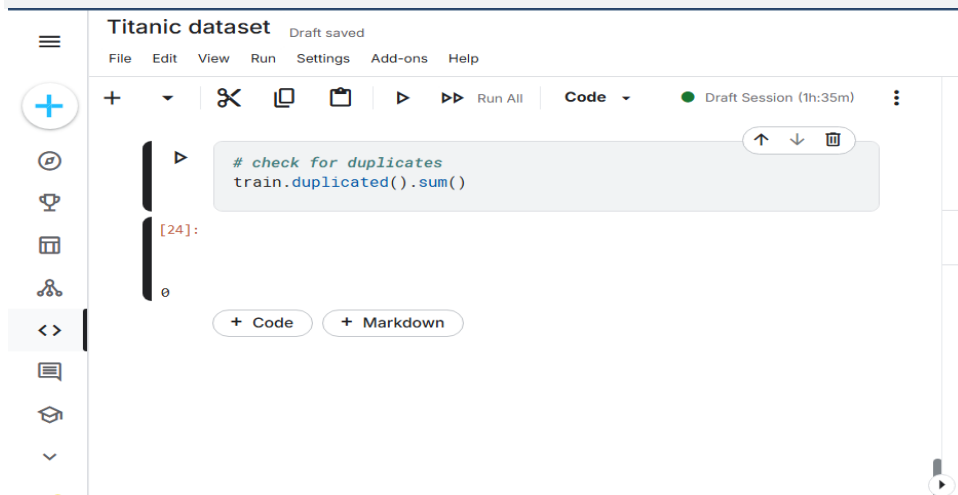 Titanic dataset Draft saved
File Edit View Run Settings Add-ons Help
Run All Code Draft Session (1h:35m)
# check for duplicates
train.duplicated().sum()
[24]:
0
+ Code + Markdown